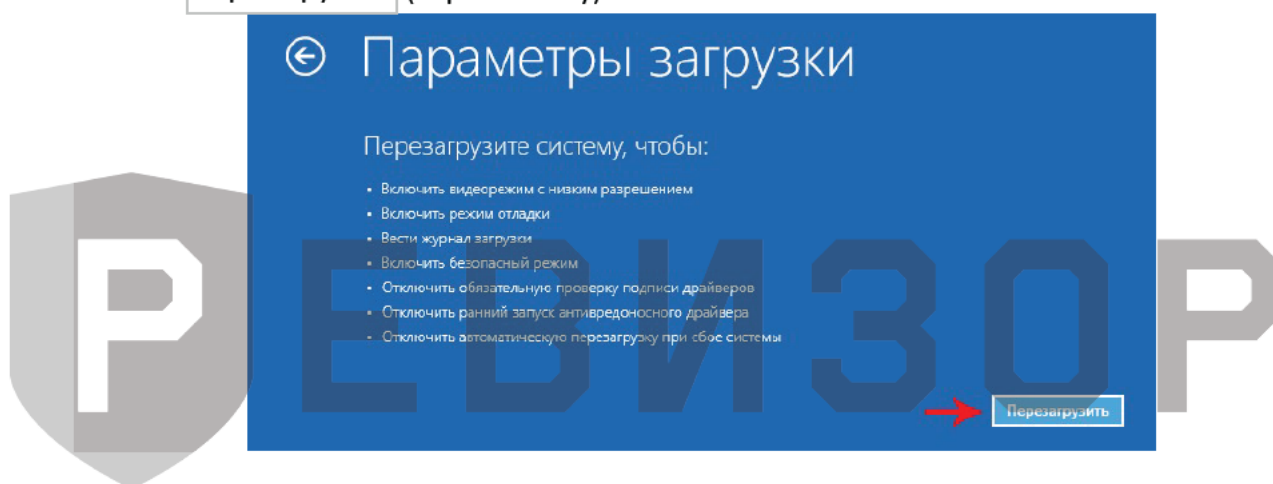 Параметры загрузки
Перезагрузите систему, чтобы:
• Включить видеорежим с низким разрешением
• Включить режим отладки
• Вести журнал загрузки
• Включить безопасный режим
• Отключить обязательную проверку подписи драйверов
• Отключить ранний запуск антивредоносного драйвера
• Отключить автоматическую перезагрузку при сбое системы
РЕВИЗОР
Перезагрузить